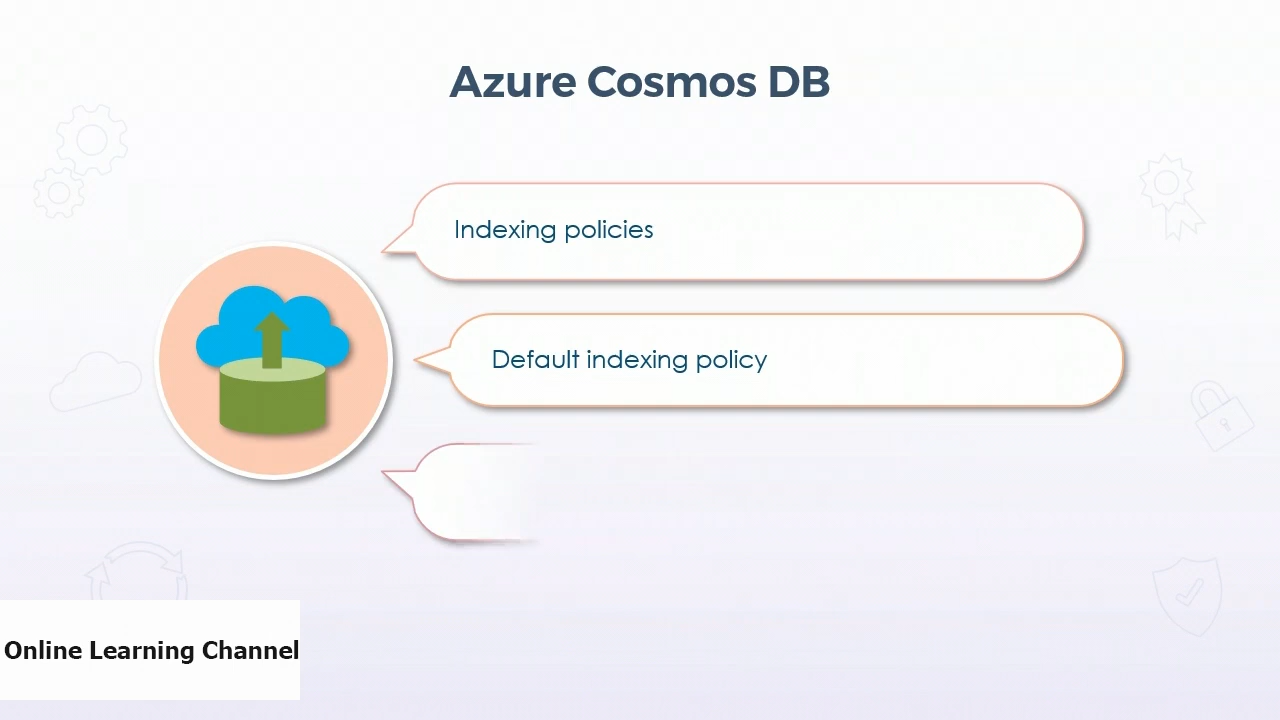 Azure Cosmos DB
Indexing policies
Default indexing policy
Online Learning Channel